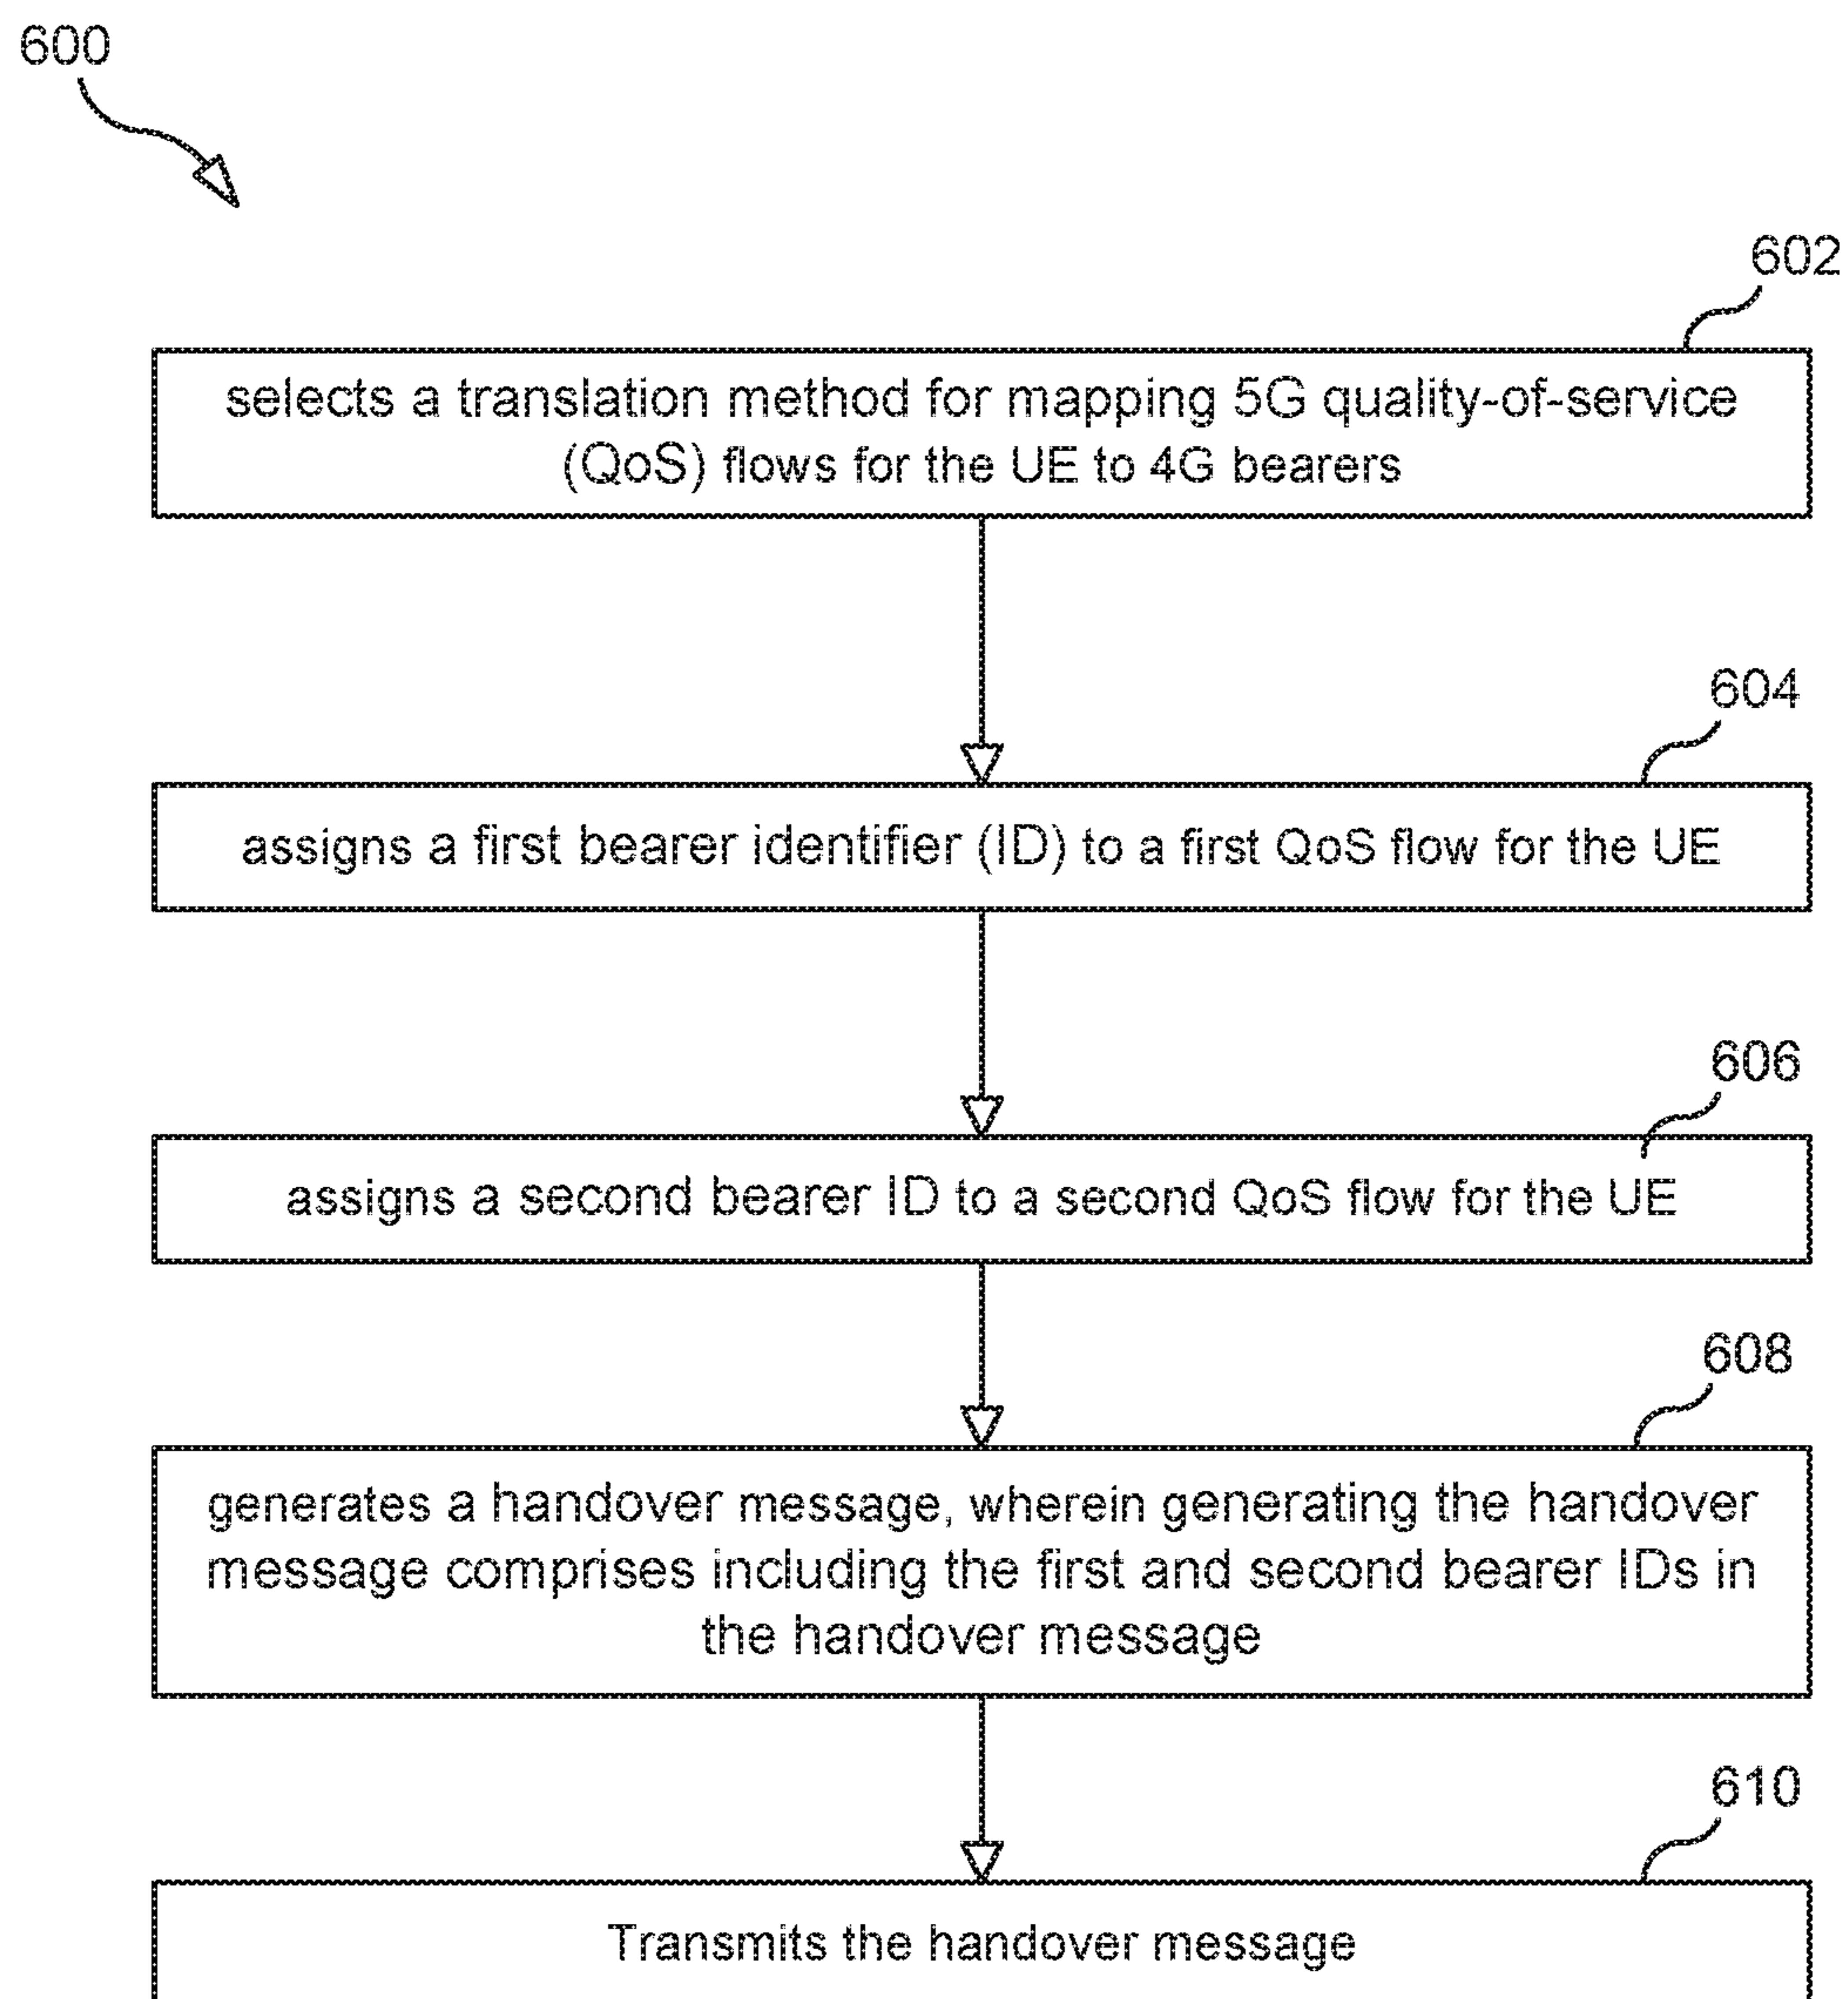 600
602
selects a translation method for mapping 5G quality-of-service
(QoS) flows for the UE to 4G bearers
604
assigns a first bearer identifier (ID) to a first QoS flow for the UE
606
assigns a second bearer ID to a second QoS flow for the UE
608
generates a handover message, wherein generating the handover
message comprises including the first and second bearer IDs in
the handover message
610
Transmits the handover message